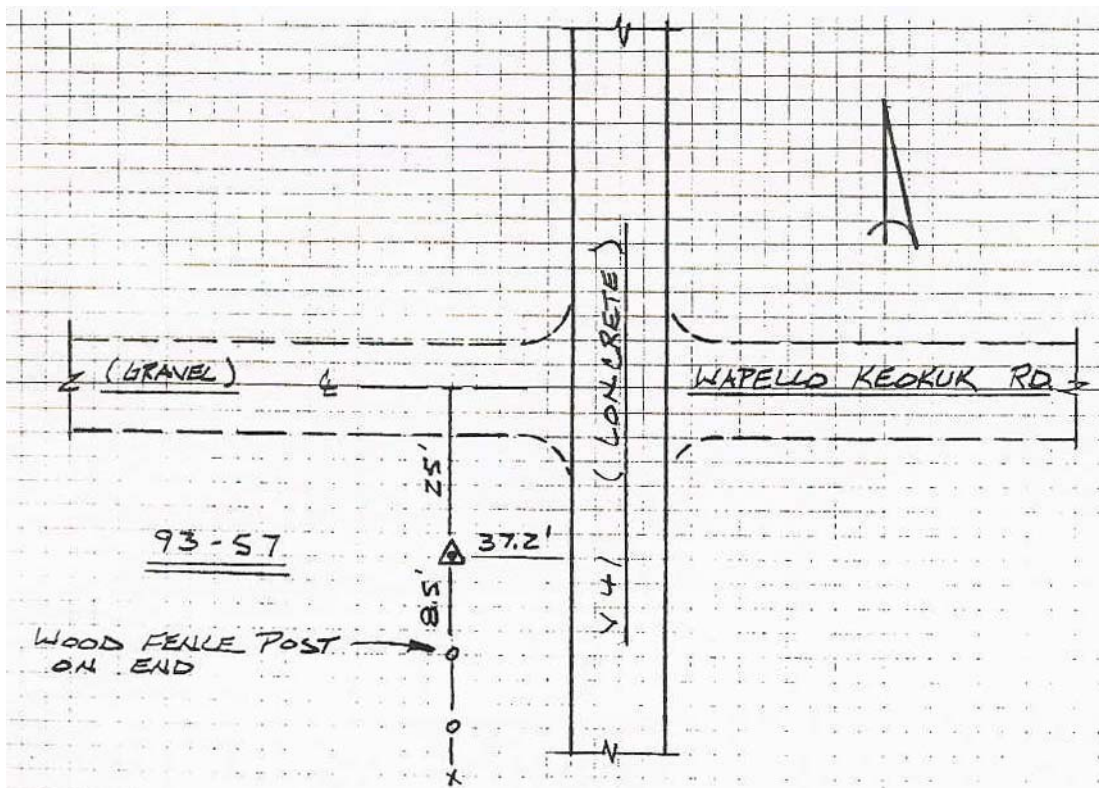 V 41 (CONCRETE)
(GRAVEL)
℄
WAPELLO KEOKUK RD.
25'
93-57
37.2'
8.5'
WOOD FENCE POST
ON END